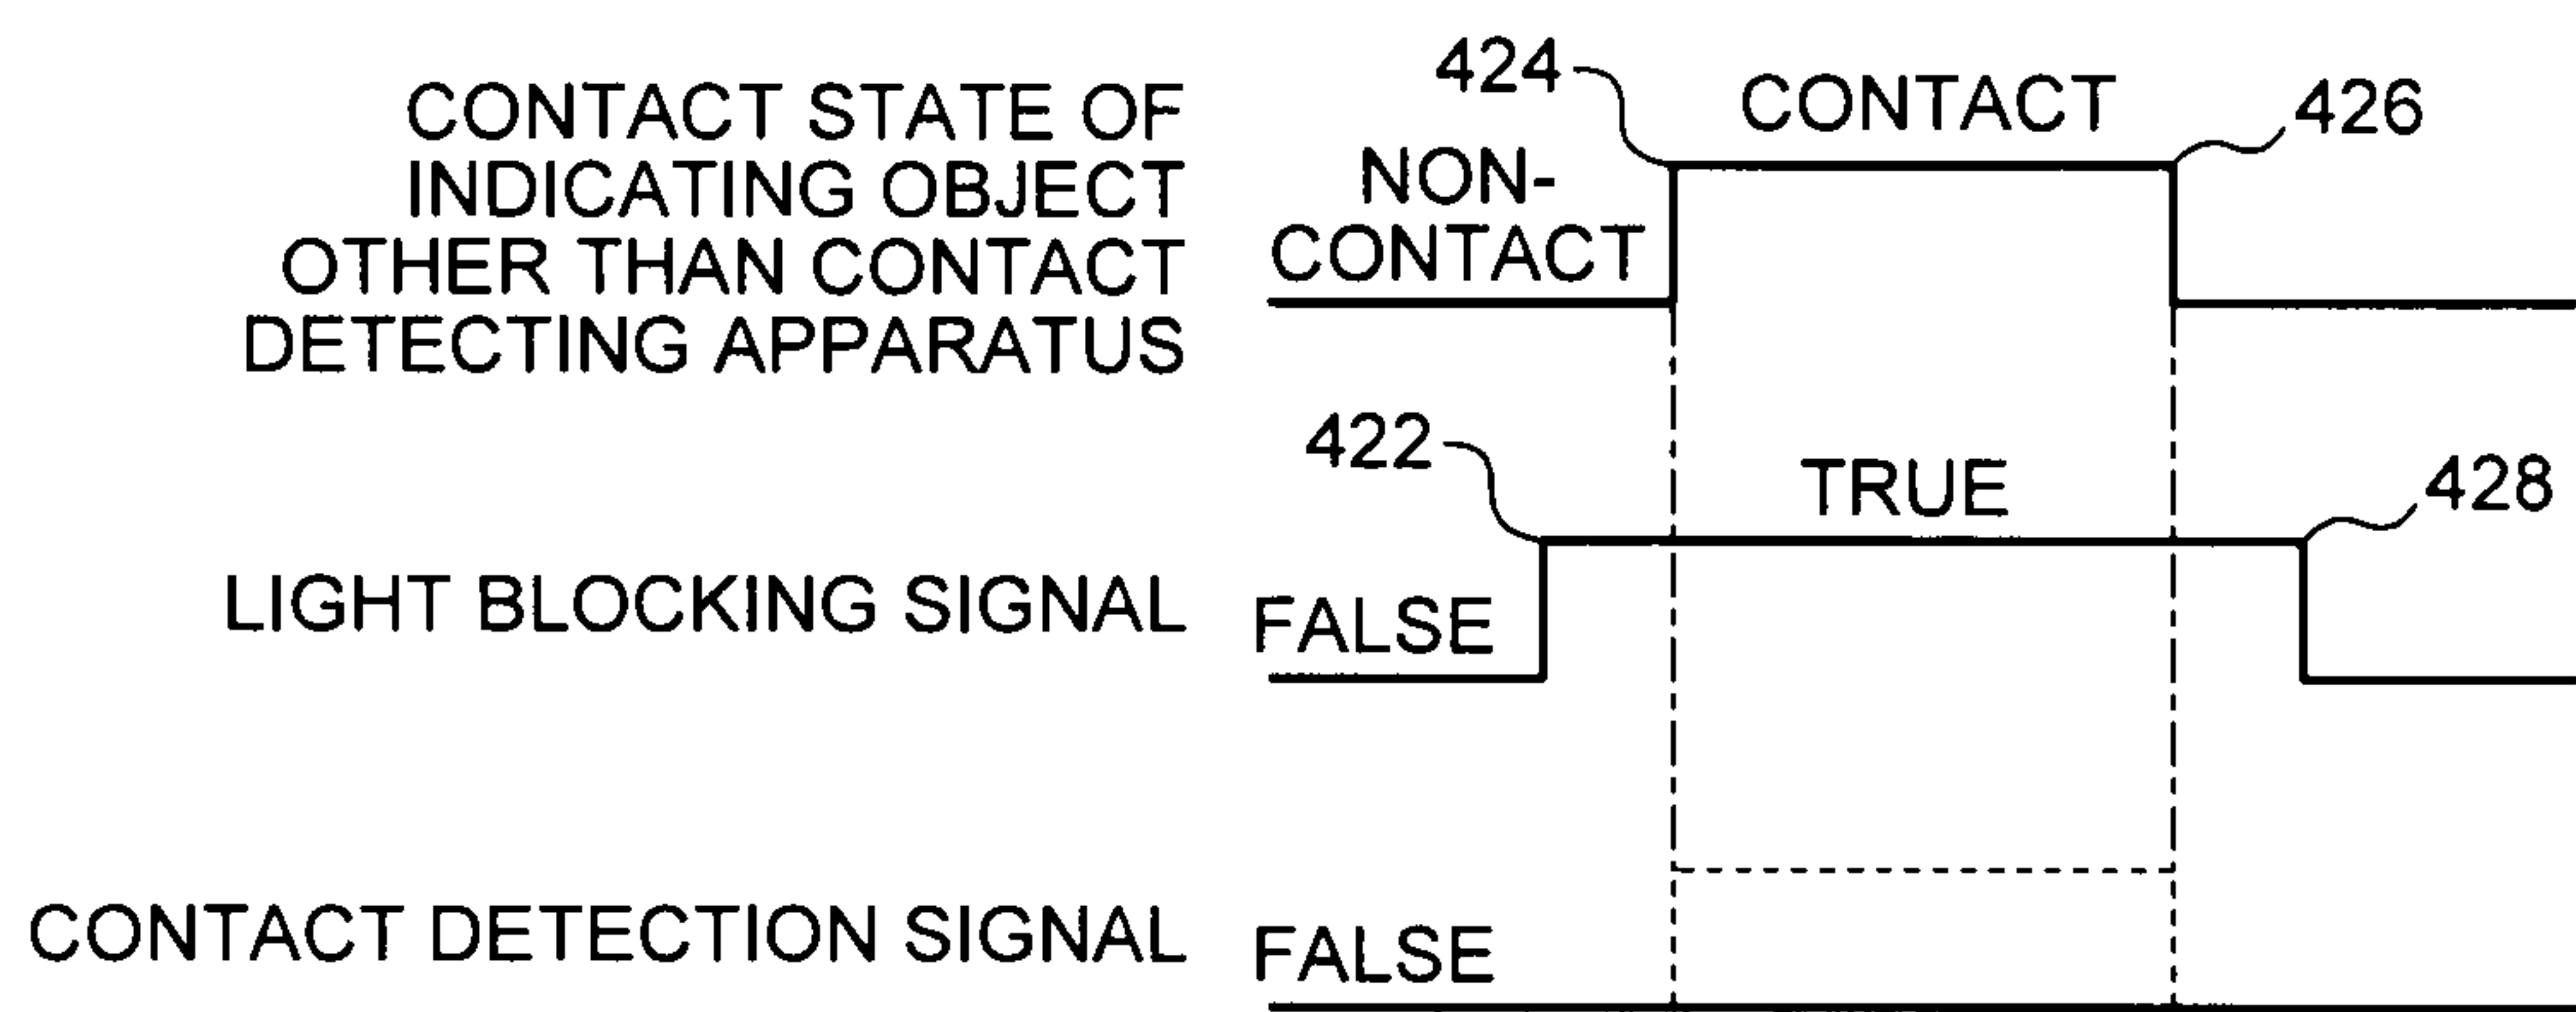 CONTACT STATE OF
INDICATING OBJECT
OTHER THAN CONTACT
DETECTING APPARATUS
424
CONTACT
426
NON-
CONTACT
422
TRUE
428
LIGHT BLOCKING SIGNAL
FALSE
CONTACT DETECTION SIGNAL
FALSE